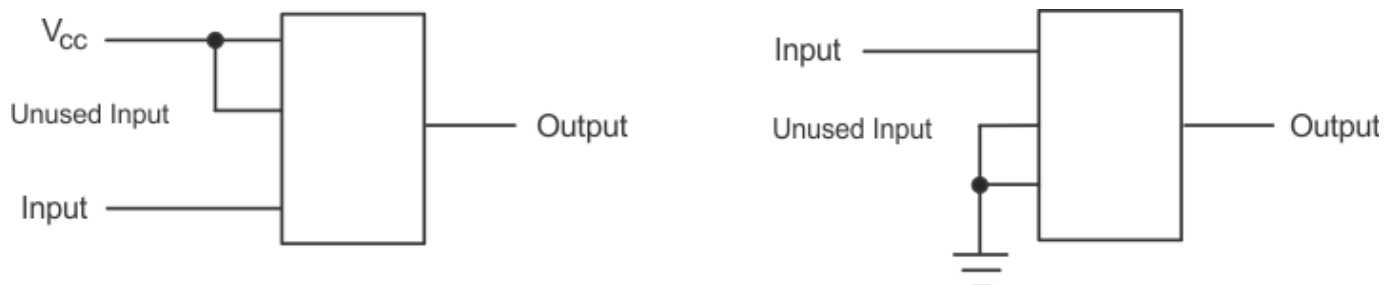 VCC
Unused Input
Input
Output
Input
Unused Input
Output